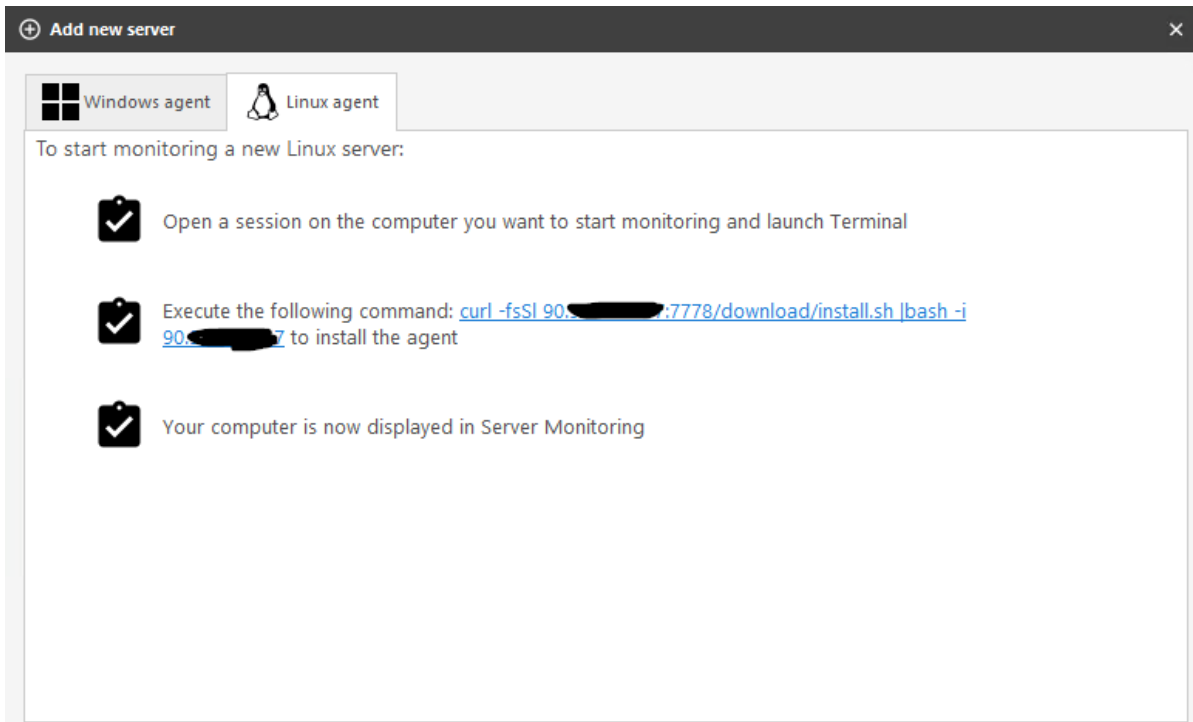 Add new server
Windows agent
Linux agent
To start monitoring a new Linux server:
Open a session on the computer you want to start monitoring and launch Terminal
Execute the following command: curl -fsSl 90. :7778/download/install.sh |bash -i
90. 7 to install the agent
Your computer is now displayed in Server Monitoring